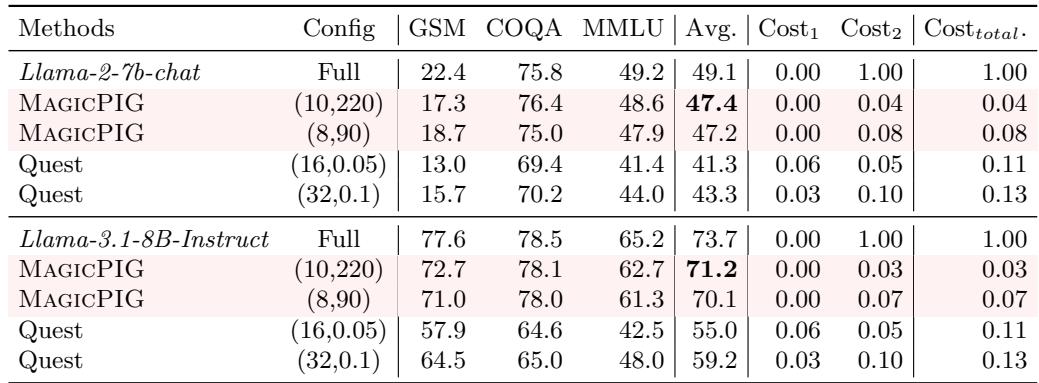 Methods Config GSM COQA MMLU Avg. Cost₁ Cost₂ Cost_total.
Llama-2-7b-chat Full 22.4 75.8 49.2 49.1 0.00 1.00 1.00
MAGICPIG (10,220) 17.3 76.4 48.6 47.4 0.00 0.04 0.04
MAGICPIG (8,90) 18.7 75.0 47.9 47.2 0.00 0.08 0.08
Quest (16,0.05) 13.0 69.4 41.4 41.3 0.06 0.05 0.11
Quest (32,0.1) 15.7 70.2 44.0 43.3 0.03 0.10 0.13
Llama-3.1-8B-Instruct Full 77.6 78.5 65.2 73.7 0.00 1.00 1.00
MAGICPIG (10,220) 72.7 78.1 62.7 71.2 0.00 0.03 0.03
MAGICPIG (8,90) 71.0 78.0 61.3 70.1 0.00 0.07 0.07
Quest (16,0.05) 57.9 64.6 42.5 55.0 0.06 0.05 0.11
Quest (32,0.1) 64.5 65.0 48.0 59.2 0.03 0.10 0.13